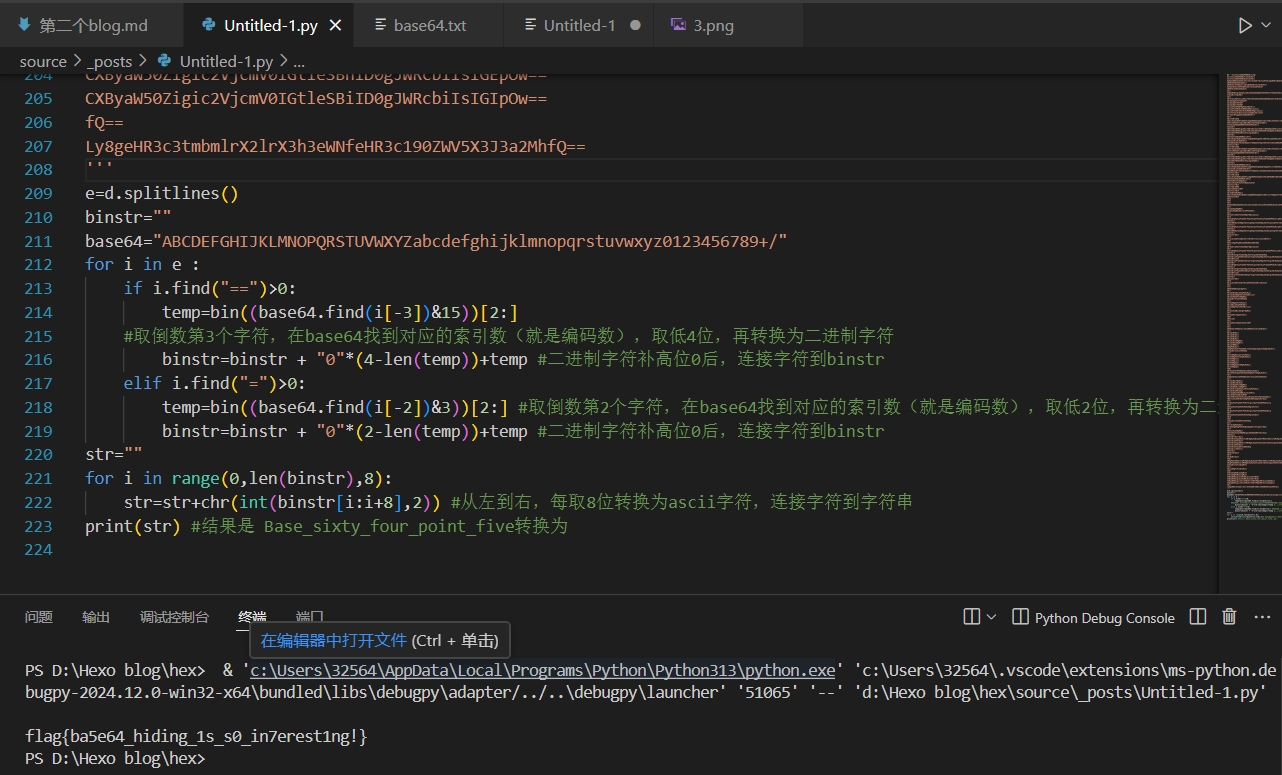 第二个blog.md
Untitled-1.py
base64.txt
Untitled-1
3.png
source > _posts > Untitled-1.py > ...
204 CXByaW50Zigic2VjcmV0IGtleSBhID0gJWRcbiIsIGEpOw==
205 CXByaW50Zigic2VjcmV0IGtleSBiID0gJWRcbiIsIGIpOw==
206 fQ==
207 Ly8geHR3c3tmbmlrX2lrX3h3eWNfeHR3c190ZWV5X3J3a2MhfQ==
208 '''
209 e=d.splitlines()
210 binstr=""
211 base64="ABCDEFGHIJKLMNOPQRSTUVWXYZabcdefghijklmnopqrstuvwxyz0123456789+/"
212 for i in e :
213 if i.find("==")>0:
214 temp=bin((base64.find(i[-3])&15))[2:]
215 #取倒数第3个字符，在base64找到对应的索引数（就是编码数），取低4位，再转换为二进制字符
216 binstr=binstr + "0"*(4-len(temp))+temp #二进制字符补高位0后，连接字符到binstr
217 elif i.find("=")>0:
218 temp=bin((base64.find(i[-2])&3))[2:] #取倒数第2个字符，在base64找到对应的索引数（就是编码数），取低2位，再转换为二
219 binstr=binstr + "0"*(2-len(temp))+temp #二进制字符补高位0后，连接字符到binstr
220 str=""
221 for i in range(0,len(binstr),8):
222 str=str+chr(int(binstr[i:i+8],2)) #从左到右，每取8位转换为ascii字符，连接字符到字符串
223 print(str) #结果是 Base_sixty_four_point_five转换为
224
问题 输出 调试控制台 终端 端口
Python Debug Console
在编辑器中打开文件 (Ctrl + 单击)
PS D:\Hexo blog\hex> & 'c:\Users\32564\AppData\Local\Programs\Python\Python313\python.exe' 'c:\Users\32564\.vscode\extensions\ms-python.de
bugpy-2024.12.0-win32-x64\bundled\libs\debugpy\adapter/../..\debugpy\launcher' '51065' '--' 'd:\Hexo blog\hex\source\_posts\Untitled-1.py'
flag{ba5e64_hiding_1s_s0_in7erest1ng!}
PS D:\Hexo blog\hex>